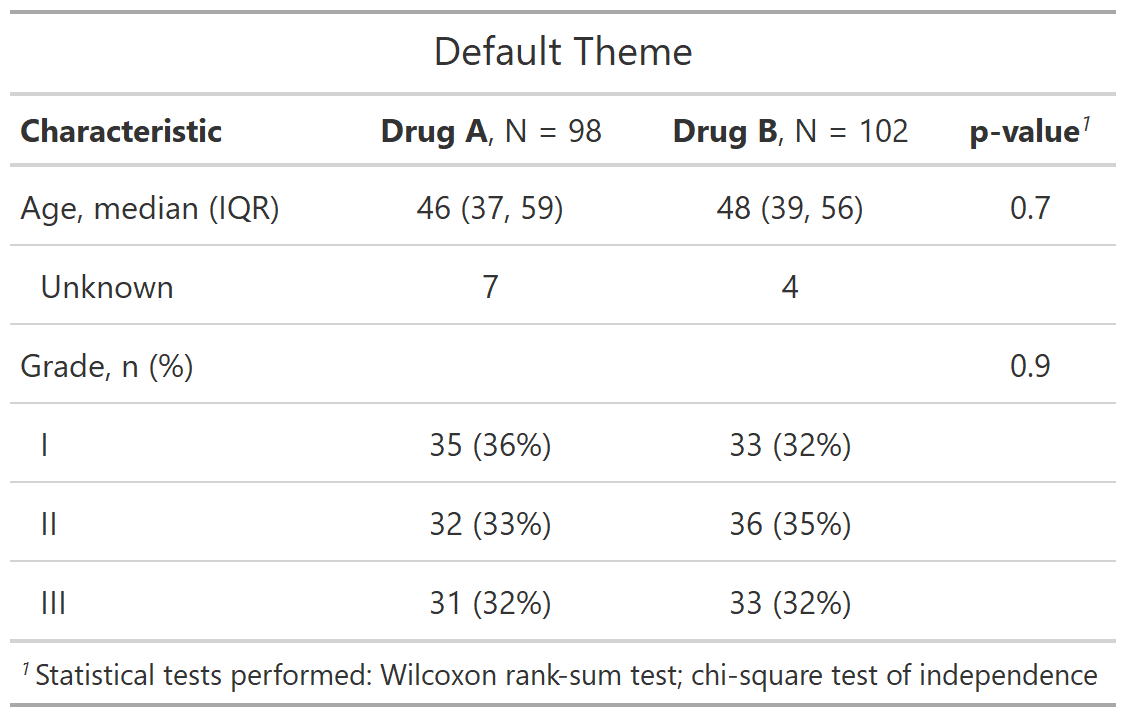 Default Theme
Characteristic Drug A, N = 98 Drug B, N = 102 p-value1
Age, median (IQR) 46 (37, 59) 48 (39, 56) 0.7
Unknown 7 4
Grade, n (%) 0.9
I 35 (36%) 33 (32%)
II 32 (33%) 36 (35%)
III 31 (32%) 33 (32%)
1 Statistical tests performed: Wilcoxon rank-sum test; chi-square test of independence